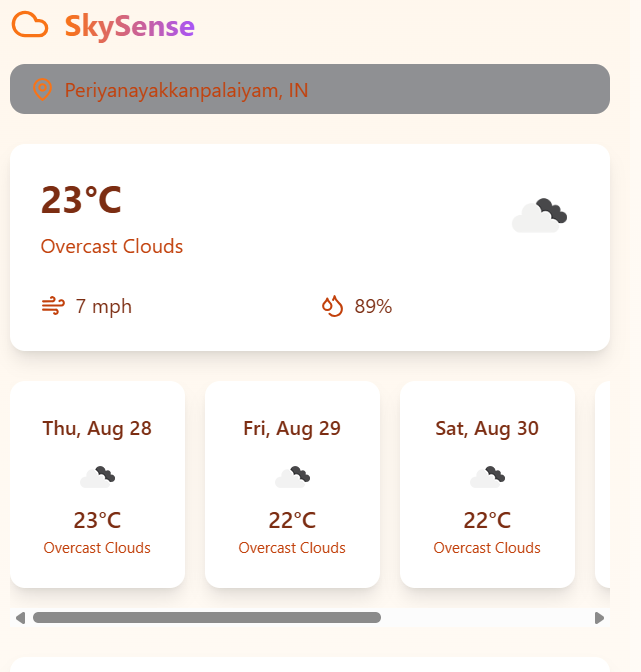 SkySense
Periyanayakkanpalaiyam, IN
23°C
Overcast Clouds
7 mph
89%
Thu, Aug 28
23°C
Overcast Clouds
Fri, Aug 29
22°C
Overcast Clouds
Sat, Aug 30
22°C
Overcast Clouds